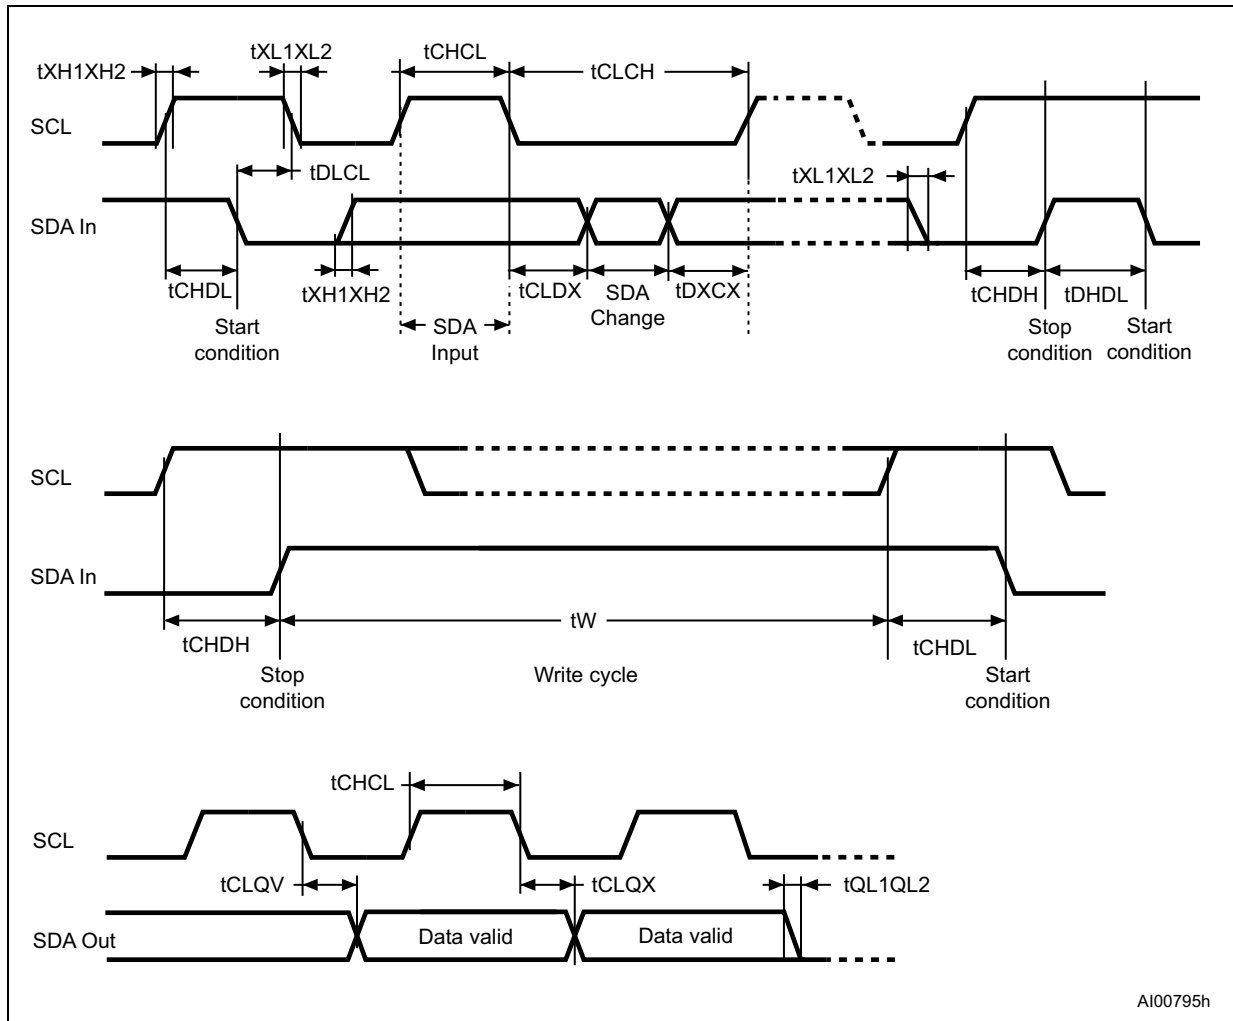 tXH1XH2
tXL1XL2
tCHCL
tCLCH
SCL
tDLCL
tXL1XL2
SDA In
tCHDL
tXH1XH2
tCLDX
SDA
Change
tDXCX
tCHDH
tDHDL
Start
condition
SDA
Input
Stop
condition
Start
condition
SCL
SDA In
tCHDH
tW
tCHDL
Stop
condition
Write cycle
Start
condition
tCHCL
SCL
tCLQV
tCLQX
tQL1QL2
SDA Out
Data valid
Data valid
AI00795h